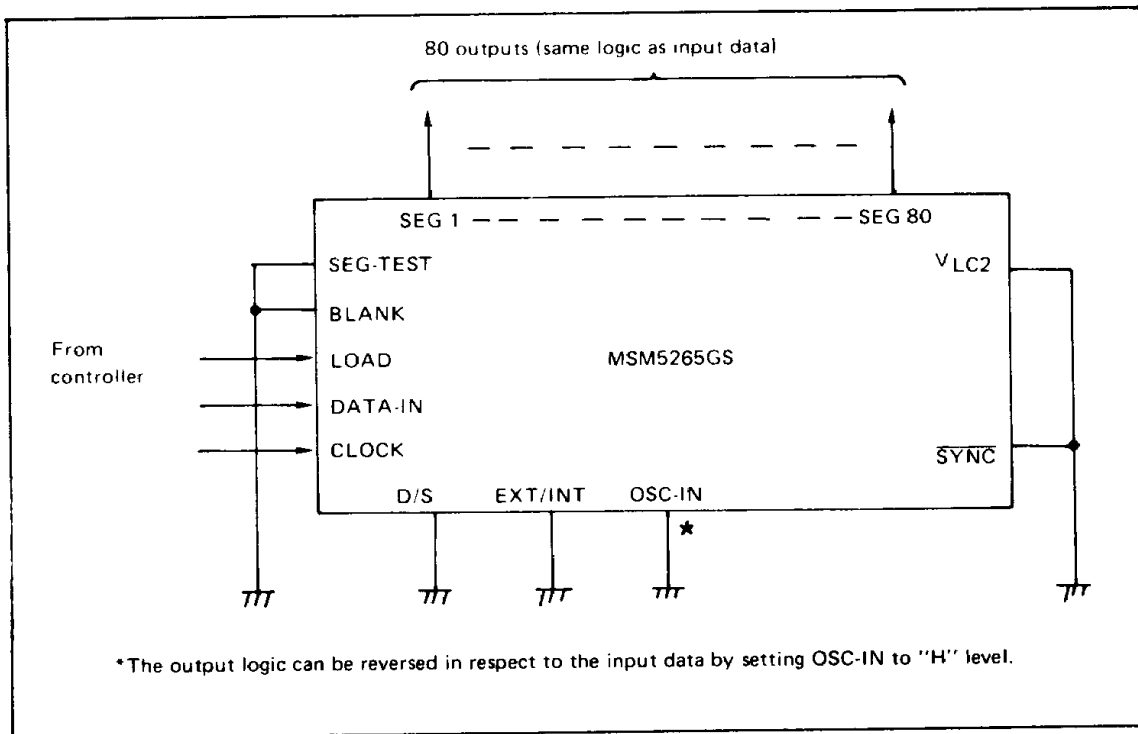 80 outputs (same logic as input data)
SEG 1
SEG 80
SEG-TEST
VLC2
BLANK
From
controller
LOAD
MSM5265GS
DATA-IN
CLOCK
SYNC
D/S
EXT/INT
OSC-IN
*
*The output logic can be reversed in respect to the input data by setting OSC-IN to "H" level.